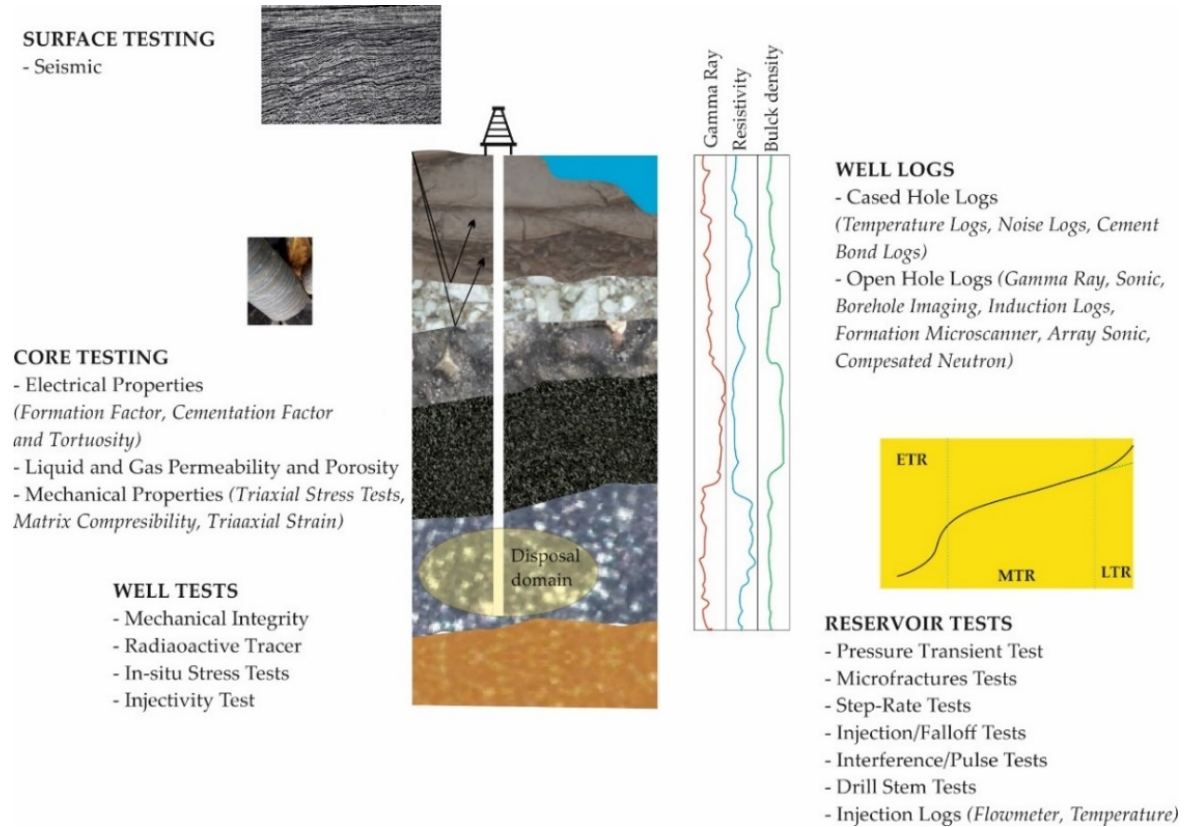 SURFACE TESTING
- Seismic
CORE TESTING
- Electrical Properties
(Formation Factor, Cementation Factor
and Tortuosity)
- Liquid and Gas Permeability and Porosity
- Mechanical Properties (Triaxial Stress Tests,
Matrix Compresibility, Triaaxial Strain)
WELL TESTS
- Mechanical Integrity
- Radiaoactive Tracer
- In-situ Stress Tests
- Injectivity Test
Disposal
domain
Gamma Ray
Resistivity
Bulck density
WELL LOGS
- Cased Hole Logs
(Temperature Logs, Noise Logs, Cement
Bond Logs)
- Open Hole Logs (Gamma Ray, Sonic,
Borehole Imaging, Induction Logs,
Formation Microscanner, Array Sonic,
Compesated Neutron)
ETR
MTR
LTR
RESERVOIR TESTS
- Pressure Transient Test
- Microfractures Tests
- Step-Rate Tests
- Injection/Falloff Tests
- Interference/Pulse Tests
- Drill Stem Tests
- Injection Logs (Flowmeter, Temperature)